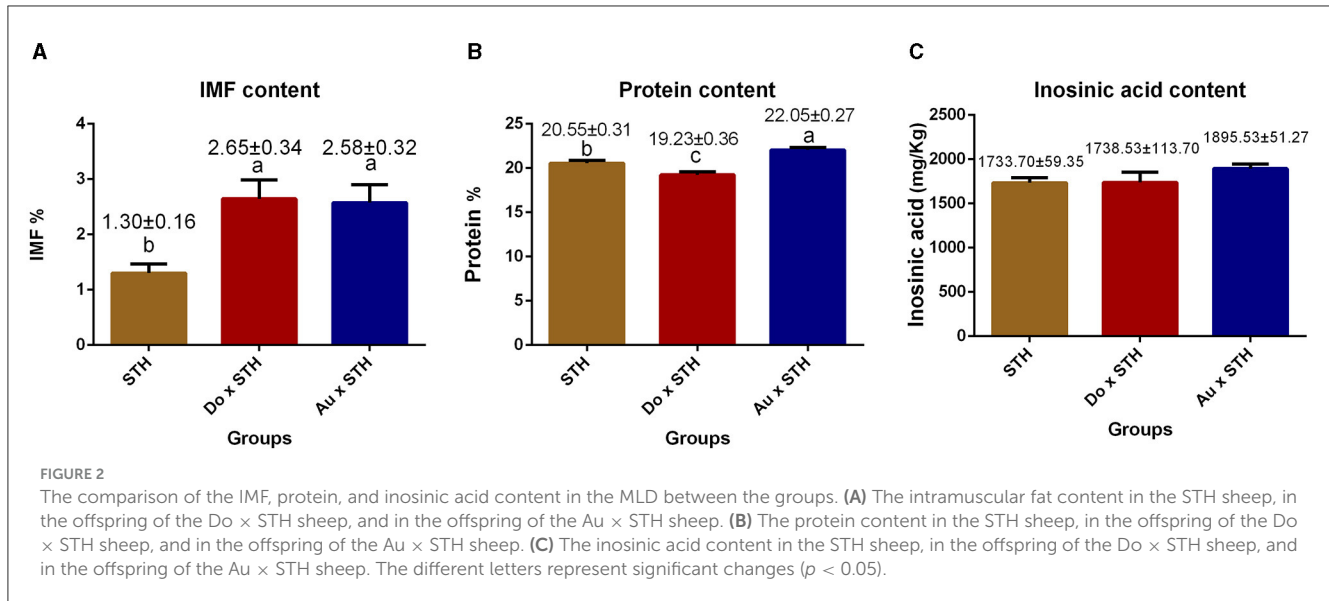 A
IMF content
4
3
2
1
0
IMF %
1.30±0.16
b
2.65±0.34
a
2.58±0.32
a
STH
Do x STH
Au x STH
Groups
B
Protein content
25
20
15
10
5
0
Protein %
20.55±0.31
b
19.23±0.36
c
22.05±0.27
a
STH
Do x STH
Au x STH
Groups
C
Inosinic acid content
2500
2000
1500
1000
500
0
Inosinic acid (mg/Kg)
1733.70±59.35
1738.53±113.70
1895.53±51.27
STH
Do x STH
Au x STH
Groups
FIGURE 2
The comparison of the IMF, protein, and inosinic acid content in the MLD between the groups. (A) The intramuscular fat content in the STH sheep, in
the offspring of the Do × STH sheep, and in the offspring of the Au × STH sheep. (B) The protein content in the STH sheep, in the offspring of the Do
× STH sheep, and in the offspring of the Au × STH sheep. (C) The inosinic acid content in the STH sheep, in the offspring of the Do × STH sheep, and
in the offspring of the Au × STH sheep. The different letters represent significant changes (p < 0.05).